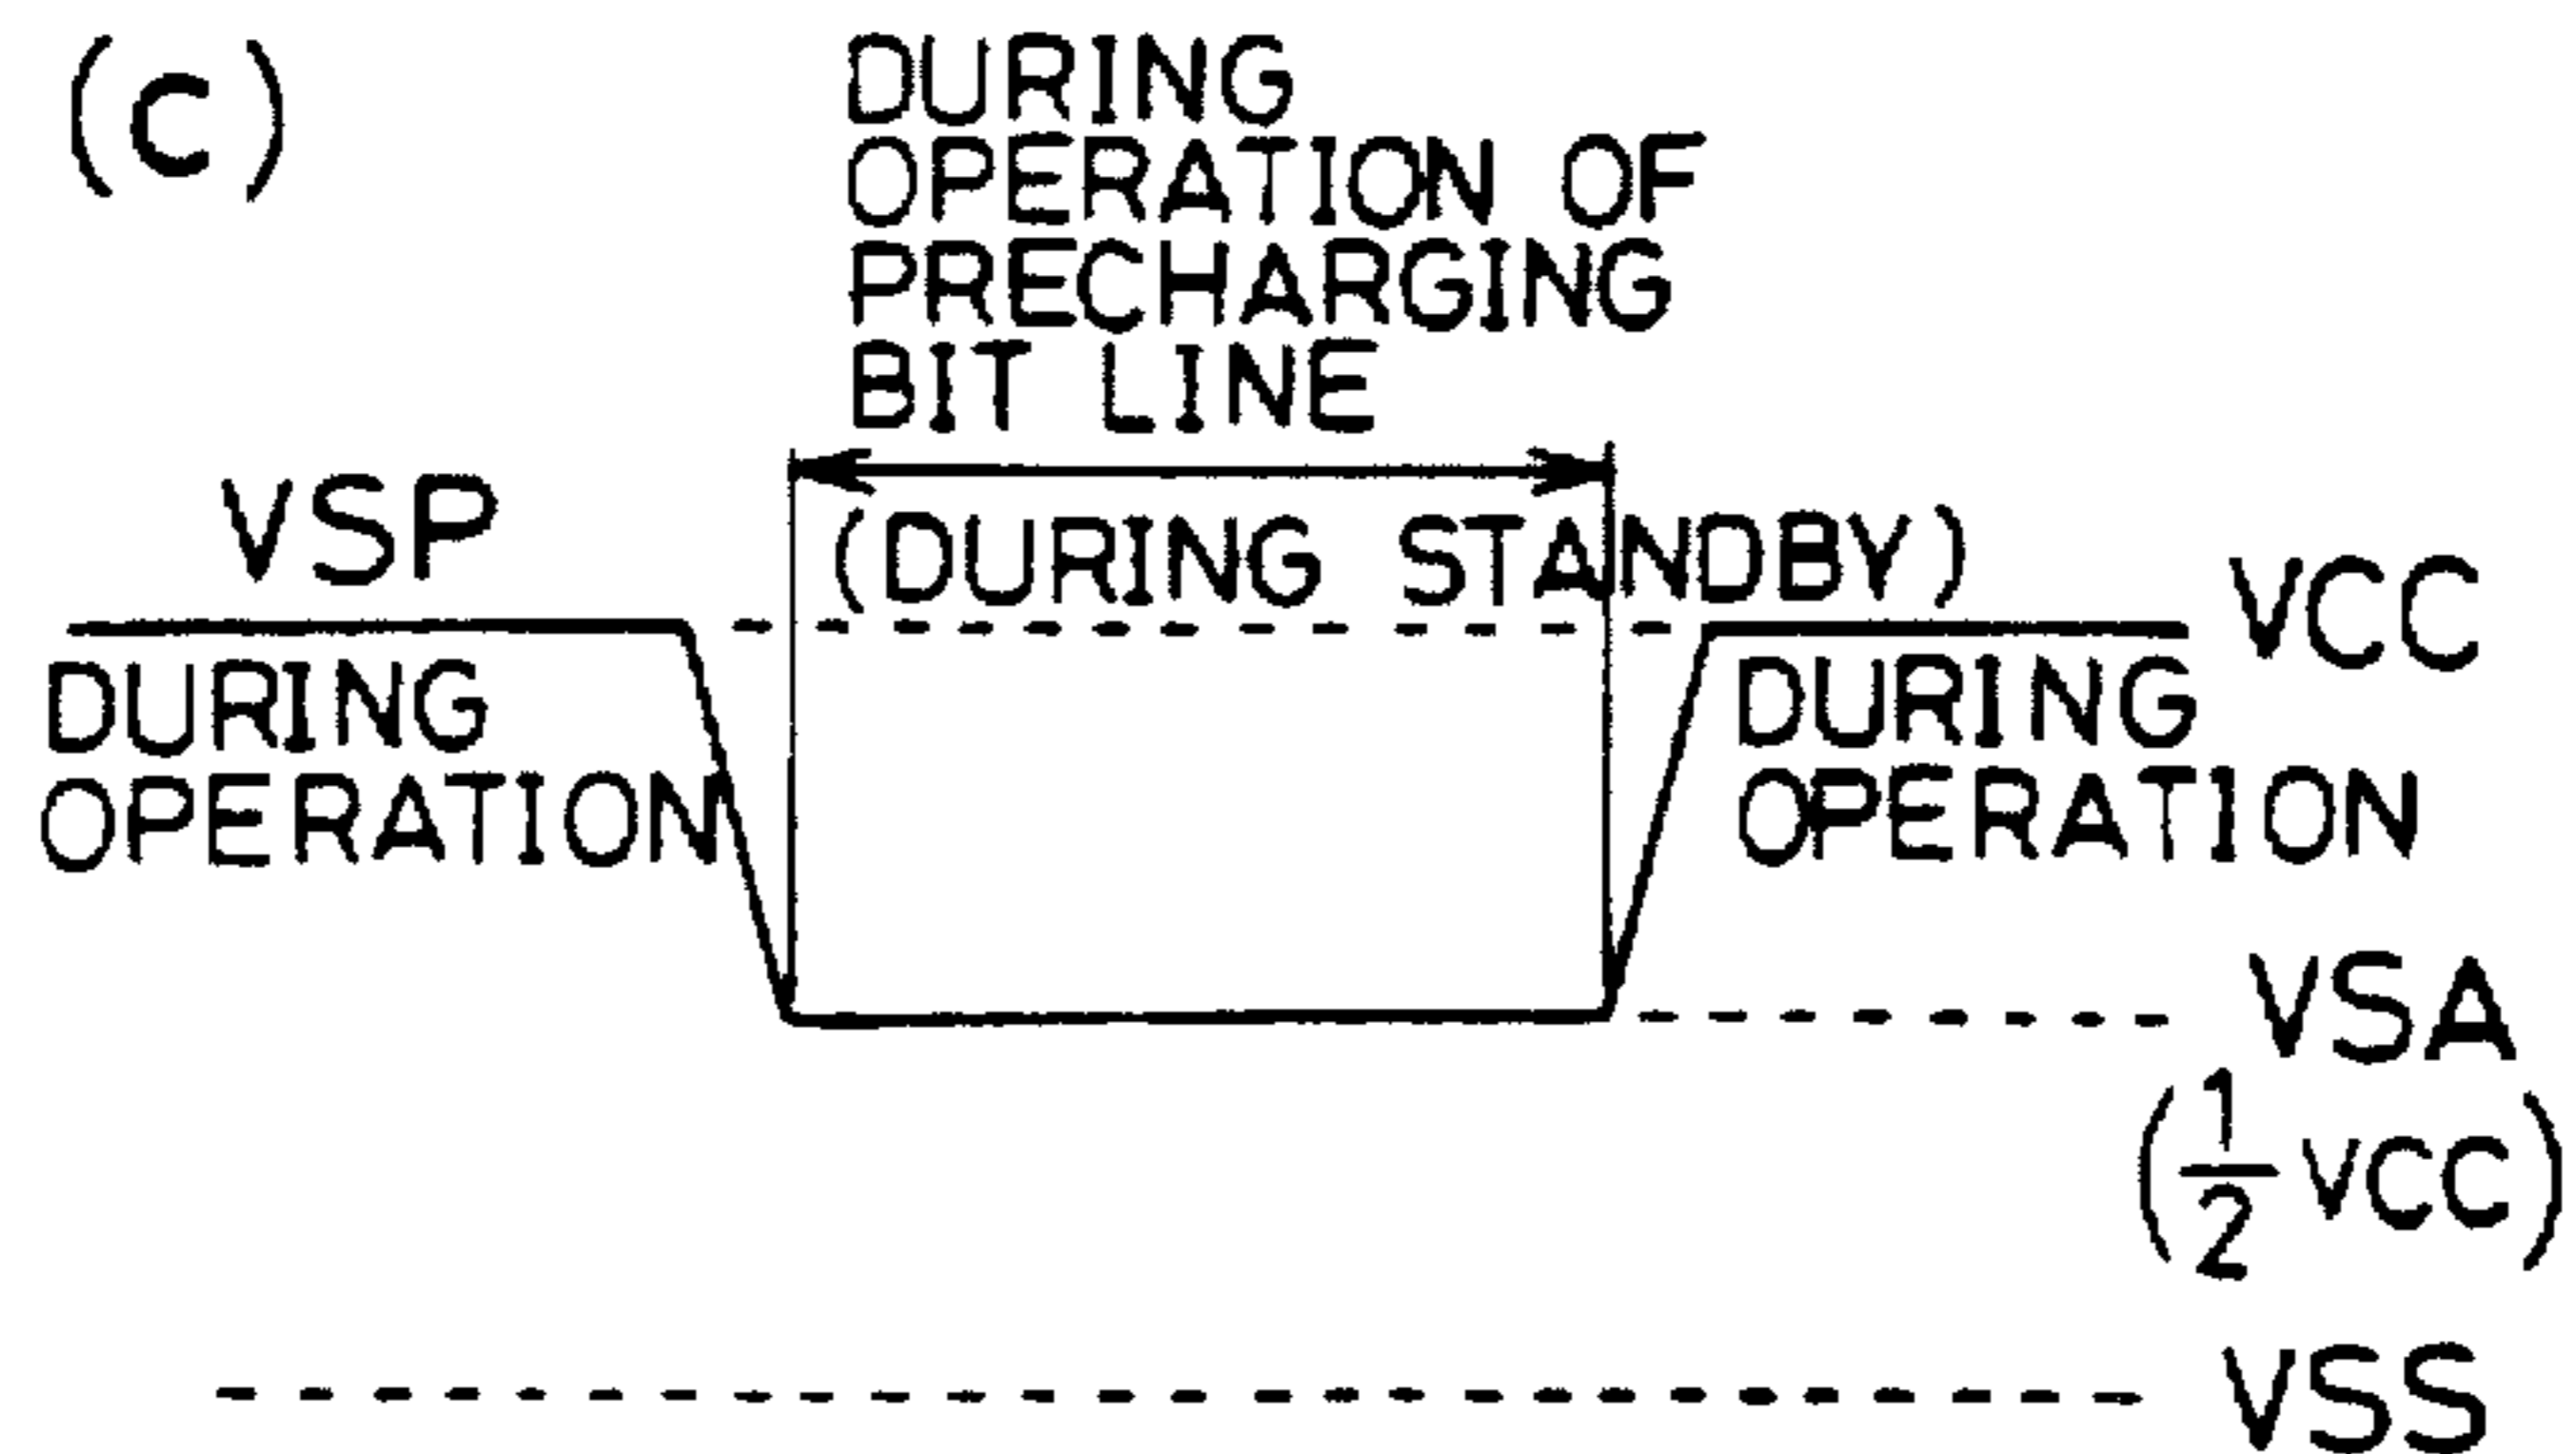 (c)
DURING
OPERATION OF
PRECHARGING
BIT LINE
VSP
(DURING STANDBY)
VCC
DURING
OPERATION
DURING
OPERATION
VSA
(1/2 VCC)
VSS